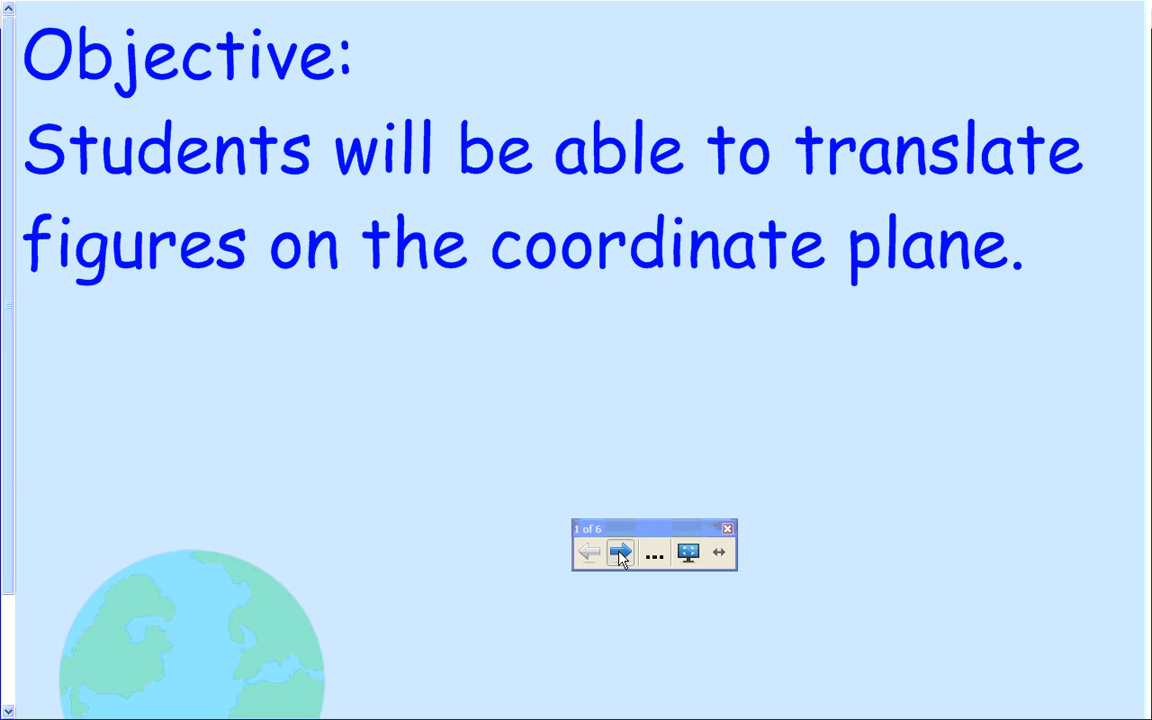 Objective:
Students will be able to translate
figures on the coordinate plane.
1 of 6